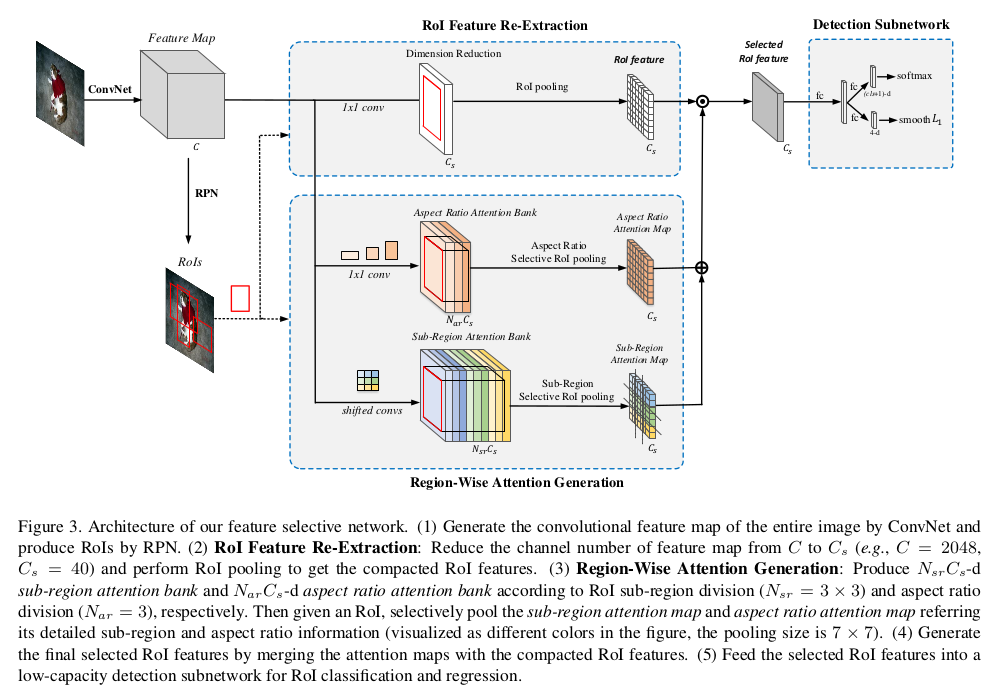 RoI Feature Re-Extraction
Detection Subnetwork
Feature Map
ConvNet
C
RPN
RoIs
Dimension Reduction
1x1 conv
C_s
RoI pooling
RoI feature
C_s
Selected
RoI feature
C_s
fc
fc
(cls+1)-d
softmax
fc
4-d
smooth L_1
Aspect Ratio Attention Bank
1x1 conv
N_{ar}C_s
Aspect Ratio
Selective RoI pooling
Aspect Ratio
Attention Map
C_s
Sub-Region Attention Bank
shifted convs
N_{sr}C_s
Sub-Region
Selective RoI pooling
Sub-Region
Attention Map
C_s
Region-Wise Attention Generation
Figure 3. Architecture of our feature selective network. (1) Generate the convolutional feature map of the entire image by ConvNet and
produce RoIs by RPN. (2) RoI Feature Re-Extraction: Reduce the channel number of feature map from C to C_s (e.g., C = 2048,
C_s = 40) and perform RoI pooling to get the compacted RoI features. (3) Region-Wise Attention Generation: Produce N_{sr}C_s-d
sub-region attention bank and N_{ar}C_s-d aspect ratio attention bank according to RoI sub-region division (N_{sr} = 3 × 3) and aspect ratio
division (N_{ar} = 3), respectively. Then given an RoI, selectively pool the sub-region attention map and aspect ratio attention map referring
its detailed sub-region and aspect ratio information (visualized as different colors in the figure, the pooling size is 7 × 7). (4) Generate
the final selected RoI features by merging the attention maps with the compacted RoI features. (5) Feed the selected RoI features into a
low-capacity detection subnetwork for RoI classification and regression.